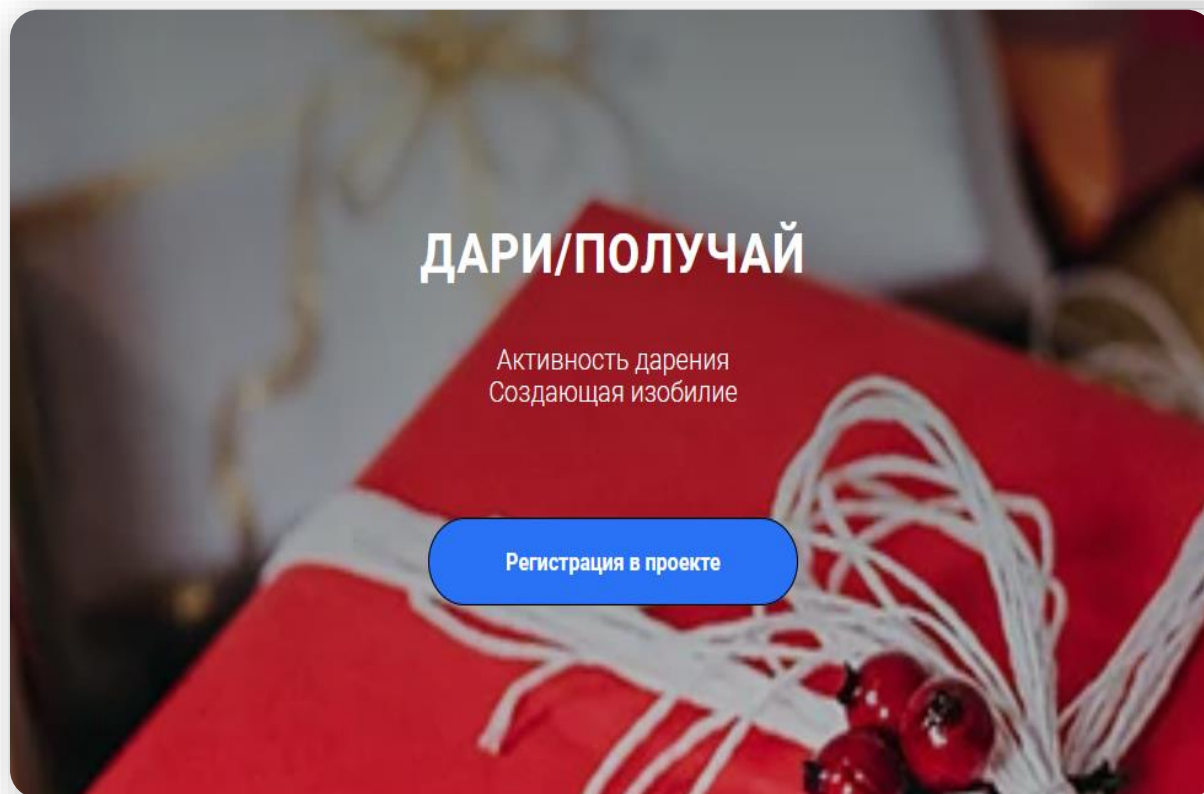 ДАРИ/ПОЛУЧАЙ
Активность дарения
Создающая изобилие
Регистрация в проекте